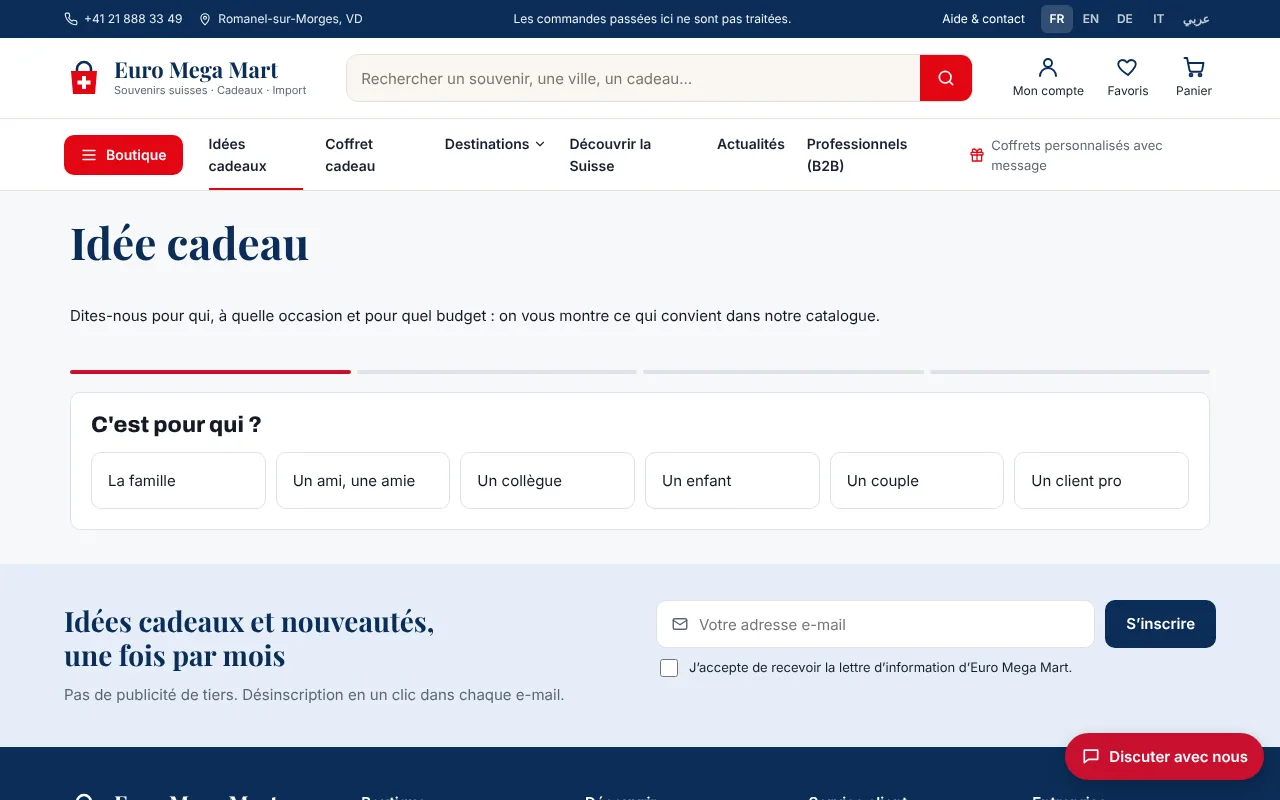 +41 21 888 33 49
Romanel-sur-Morges, VD
Les commandes passées ici ne sont pas traitées.
Aide & contact
FR
EN
DE
IT
عربي
Euro Mega Mart
Souvenirs suisses · Cadeaux · Import
Rechercher un souvenir, une ville, un cadeau…
Mon compte
Favoris
Panier
Boutique
Idées
cadeaux
Coffret
cadeau
Destinations
Découvrir la
Suisse
Actualités
Professionnels
(B2B)
Coffrets personnalisés avec
message
Idée cadeau
Dites-nous pour qui, à quelle occasion et pour quel budget : on vous montre ce qui convient dans notre catalogue.
C'est pour qui ?
La famille
Un ami, une amie
Un collègue
Un enfant
Un couple
Un client pro
Idées cadeaux et nouveautés,
une fois par mois
Pas de publicité de tiers. Désinscription en un clic dans chaque e-mail.
Votre adresse e-mail
S’inscrire
J’accepte de recevoir la lettre d’information d’Euro Mega Mart.
Discuter avec nous